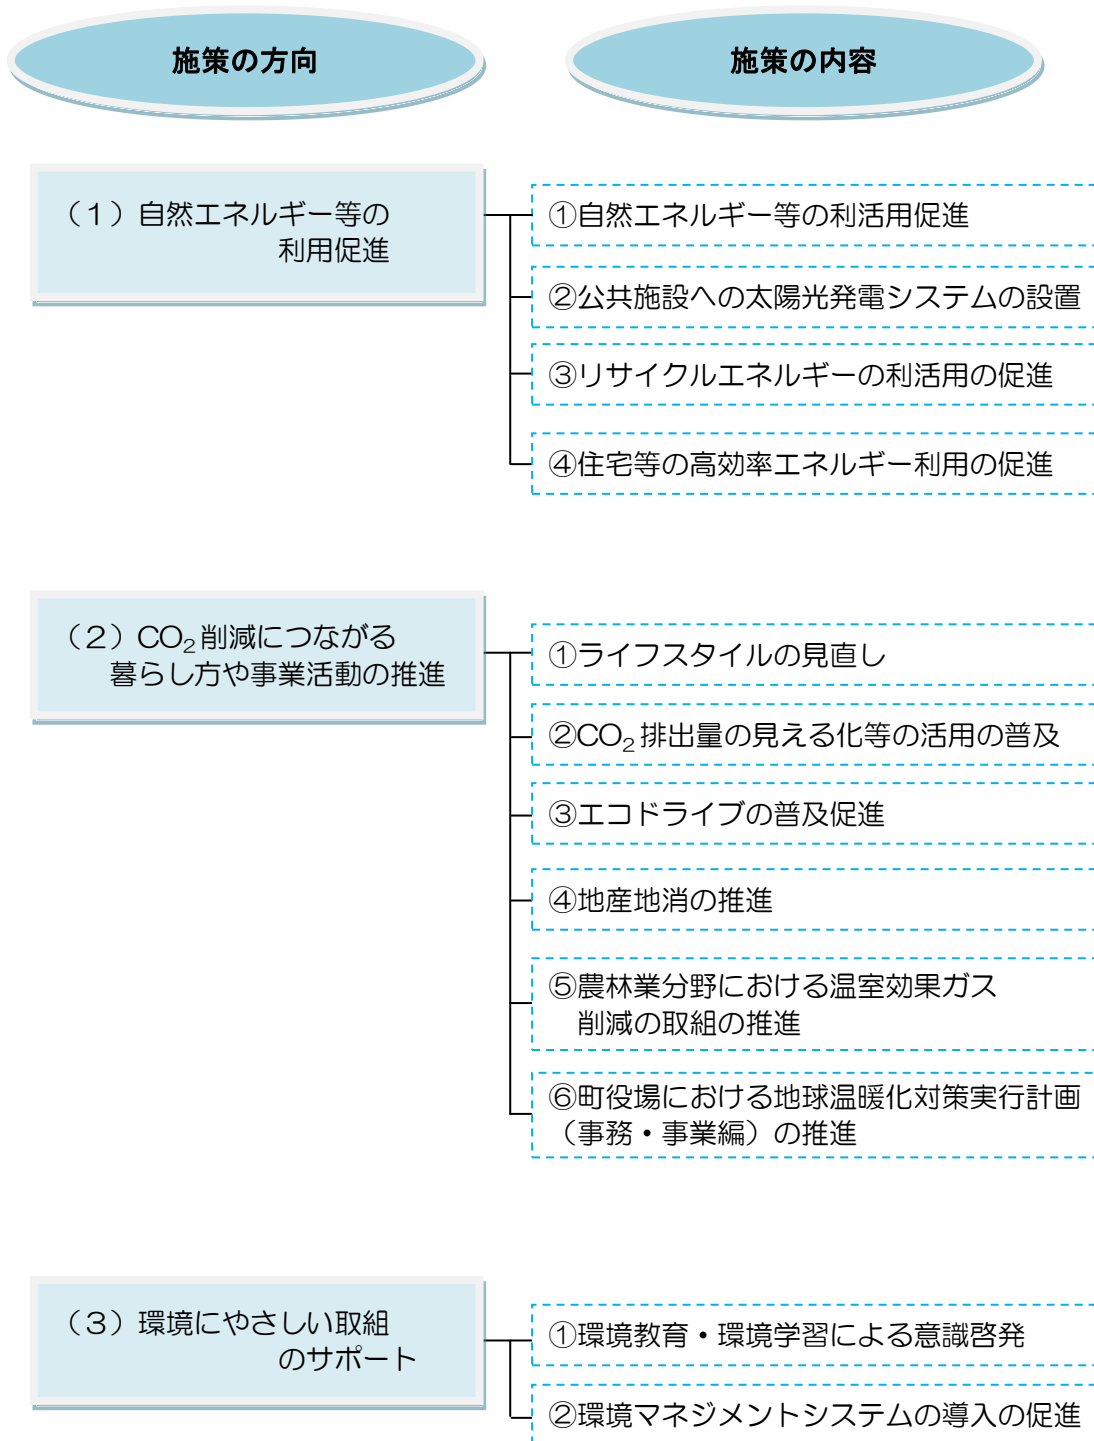 施策の方向
施策の内容
（１）自然エネルギー等の
利用促進
①自然エネルギー等の利活用促進
②公共施設への太陽光発電システムの設置
③リサイクルエネルギーの利活用の促進
④住宅等の高効率エネルギー利用の促進
（２）CO₂削減につながる
暮らし方や事業活動の推進
①ライフスタイルの見直し
②CO₂排出量の見える化等の活用の普及
③エコドライブの普及促進
④地産地消の推進
⑤農林業分野における温室効果ガス
削減の取組の推進
⑥町役場における地球温暖化対策実行計画
（事務・事業編）の推進
（３）環境にやさしい取組
のサポート
①環境教育・環境学習による意識啓発
②環境マネジメントシステムの導入の促進